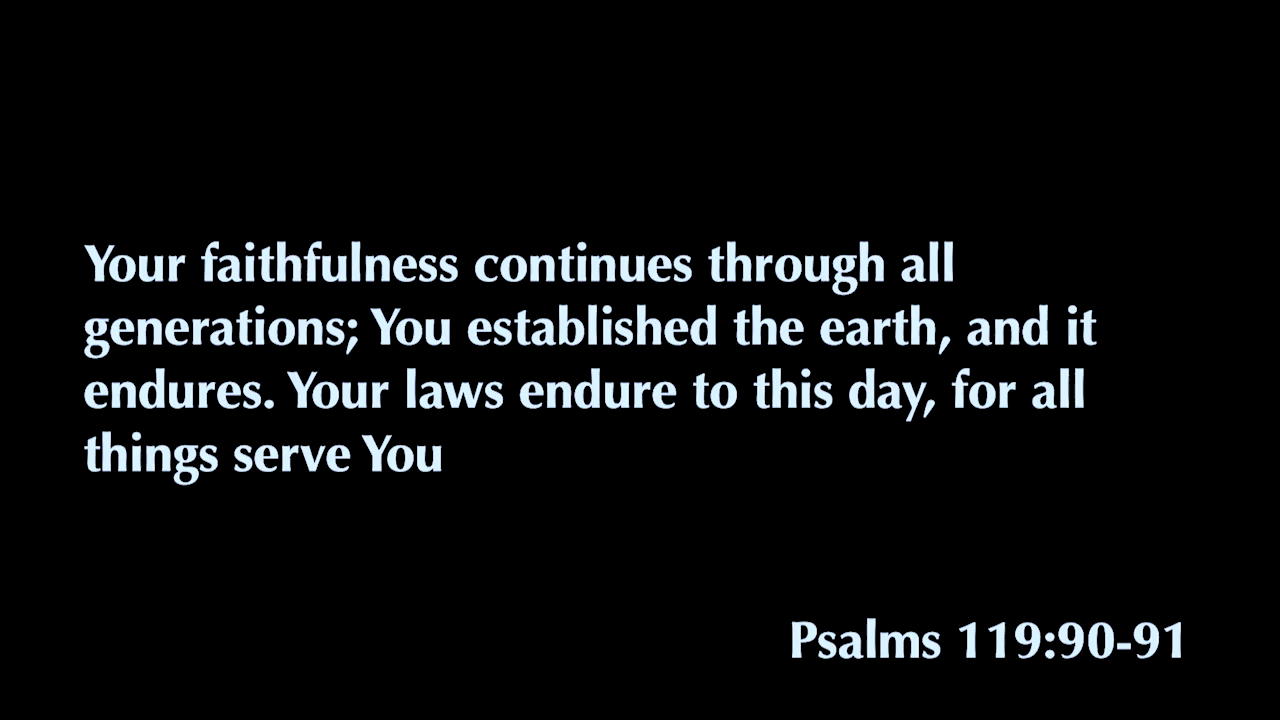 Your faithfulness continues through all
generations; You established the earth, and it
endures. Your laws endure to this day, for all
things serve You
Psalms 119:90-91